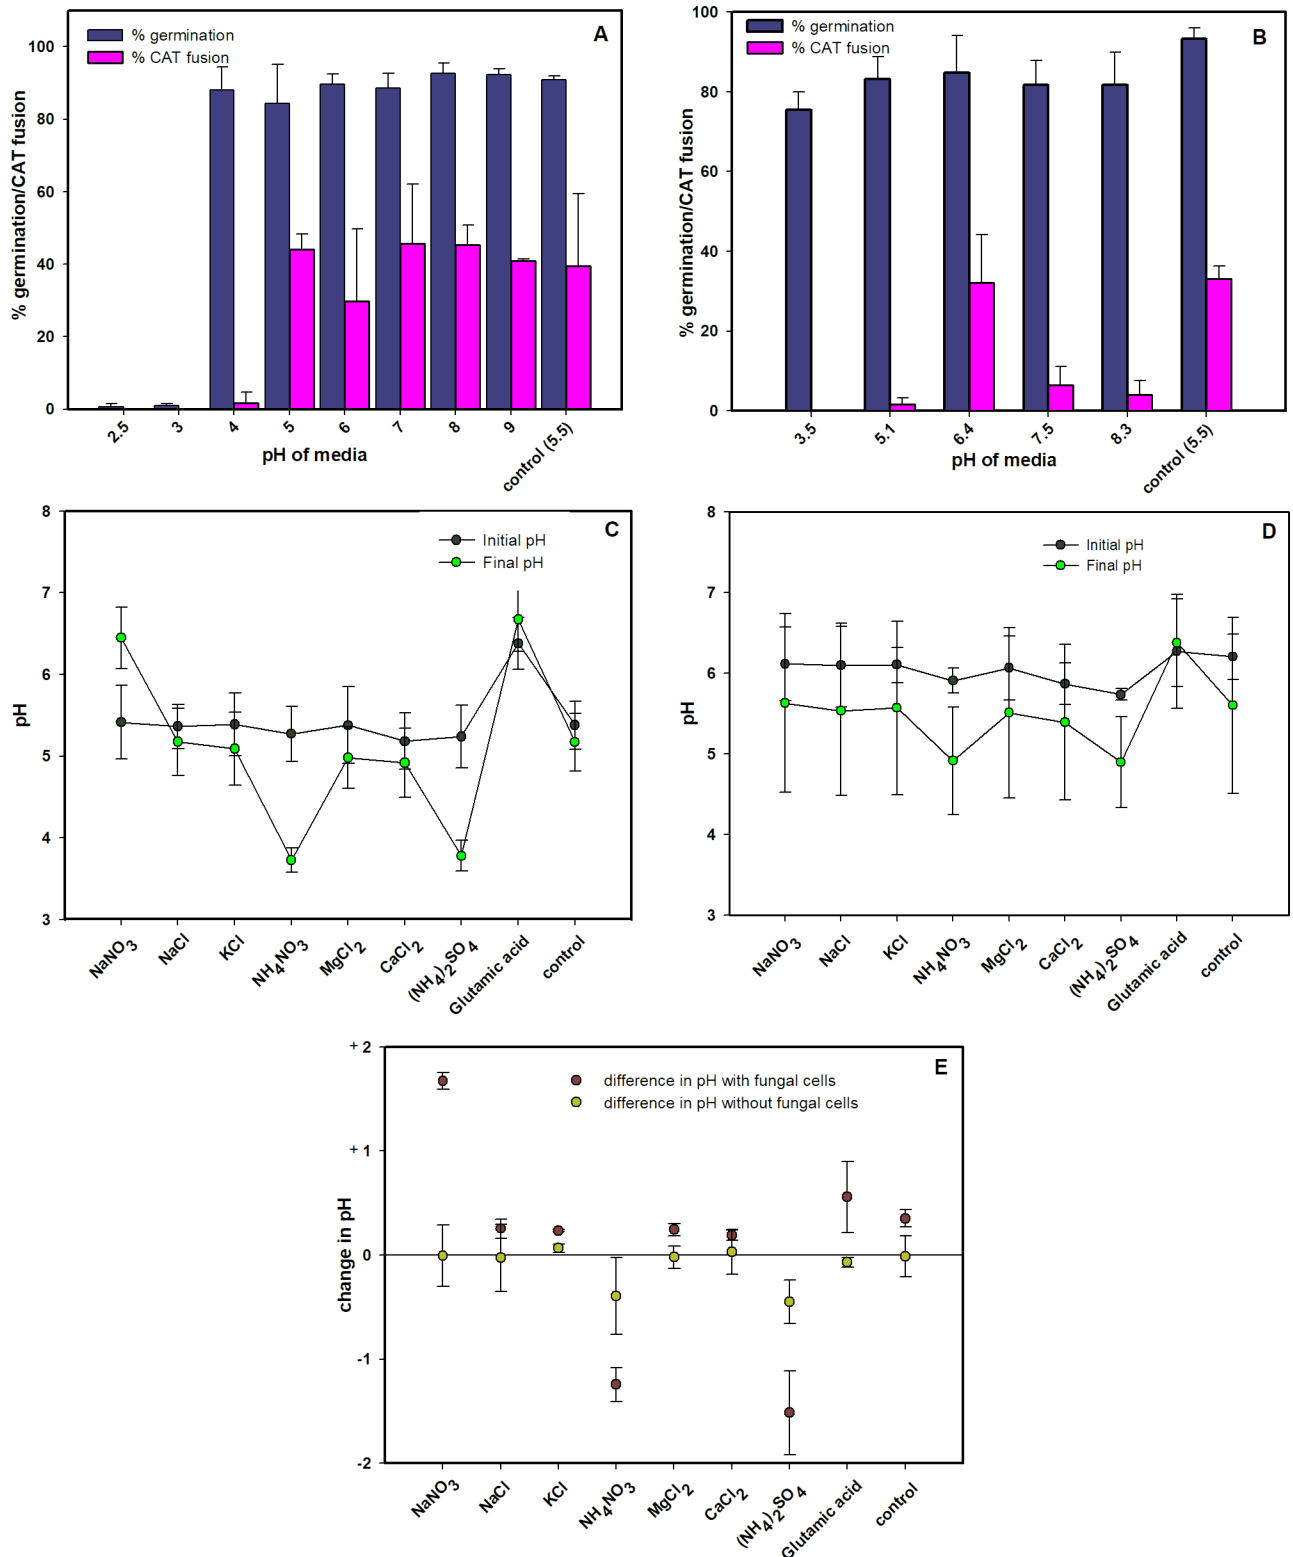 A
% germination
% CAT fusion
100
80
60
40
20
0
% germination/CAT fusion
2.5
3
4
5
6
7
8
9
control (5.5)
pH of media
B
% germination
% CAT fusion
100
80
60
40
20
0
% germination/CAT fusion
3.5
5.1
6.4
7.5
8.3
control (5.5)
pH of media
C
Initial pH
Final pH
8
7
6
5
4
3
pH
NaNO3
NaCl
KCl
NH4NO3
MgCl2
CaCl2
(NH4)2SO4
Glutamic acid
control
D
Initial pH
Final pH
8
7
6
5
4
3
pH
NaNO3
NaCl
KCl
NH4NO3
MgCl2
CaCl2
(NH4)2SO4
Glutamic acid
control
E
difference in pH with fungal cells
difference in pH without fungal cells
+ 2
+ 1
0
-1
-2
change in pH
NaNO3
NaCl
KCl
NH4NO3
MgCl2
CaCl2
(NH4)2SO4
Glutamic acid
control